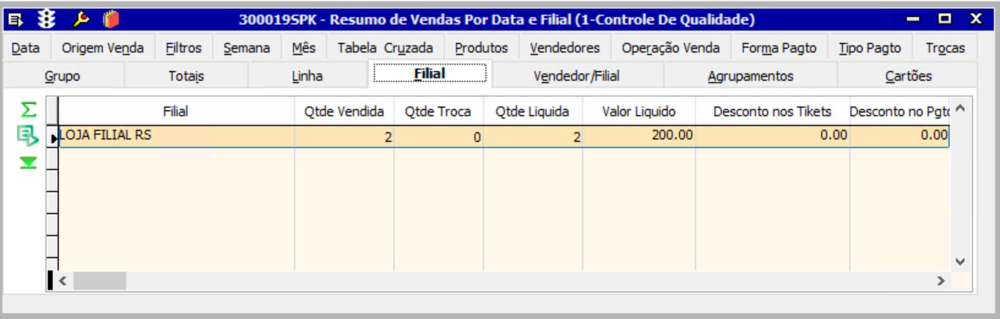 300019SPK - Resumo de Vendas Por Data e Filial (1-Controle De Qualidade)
Data Origem Venda Filtros Semana Mês Tabela Cruzada Produtos Vendedores Operação Venda Forma Pagto Tipo Pagto Trocas
Grupo Totais Linha Filial Vendedor/Filial Agrupamentos Cartões
Filial Qtde Vendida Qtde Troca Qtde Liquida Valor Liquido Desconto nos Tikets Desconto no Pgto
LOJA FILIAL RS 2 0 2 200.00 0.00 0.00